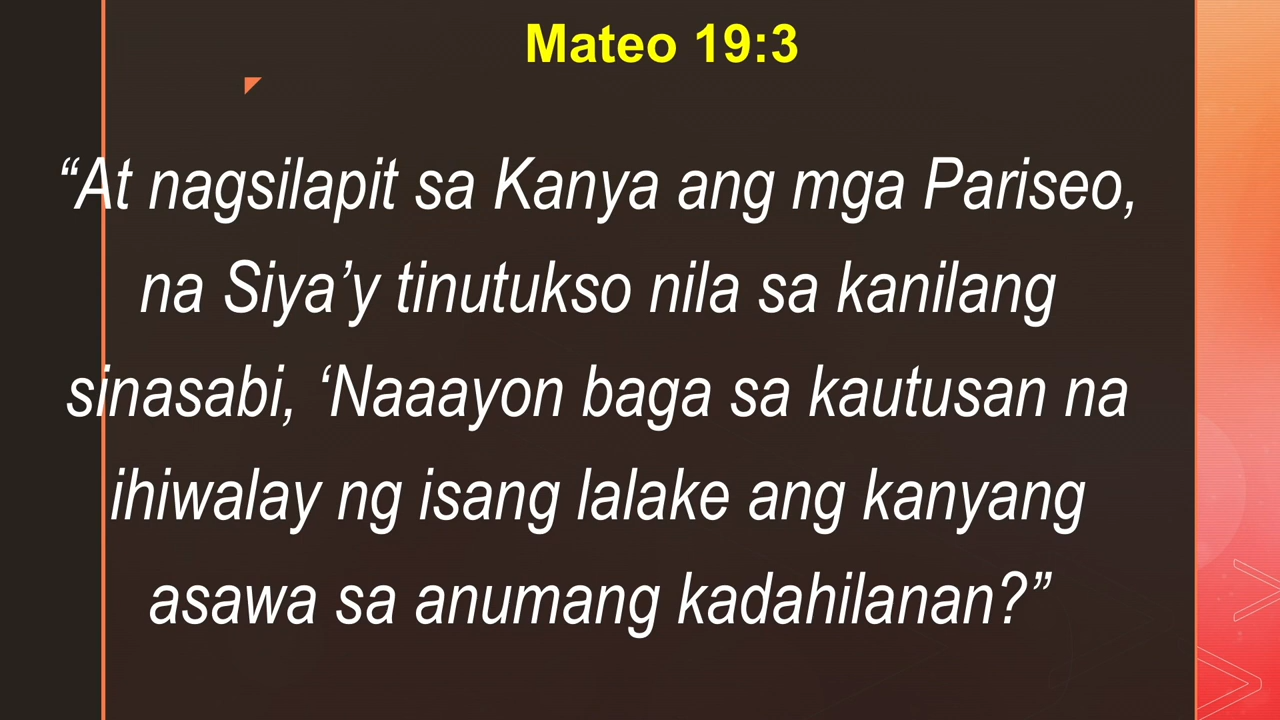 Mateo 19:3
“At nagsilapit sa Kanya ang mga Pariseo,
na Siya’y tinutukso nila sa kanilang
sinasabi, ‘Naaayon baga sa kautusan na
ihiwalay ng isang lalake ang kanyang
asawa sa anumang kadahilanan?”